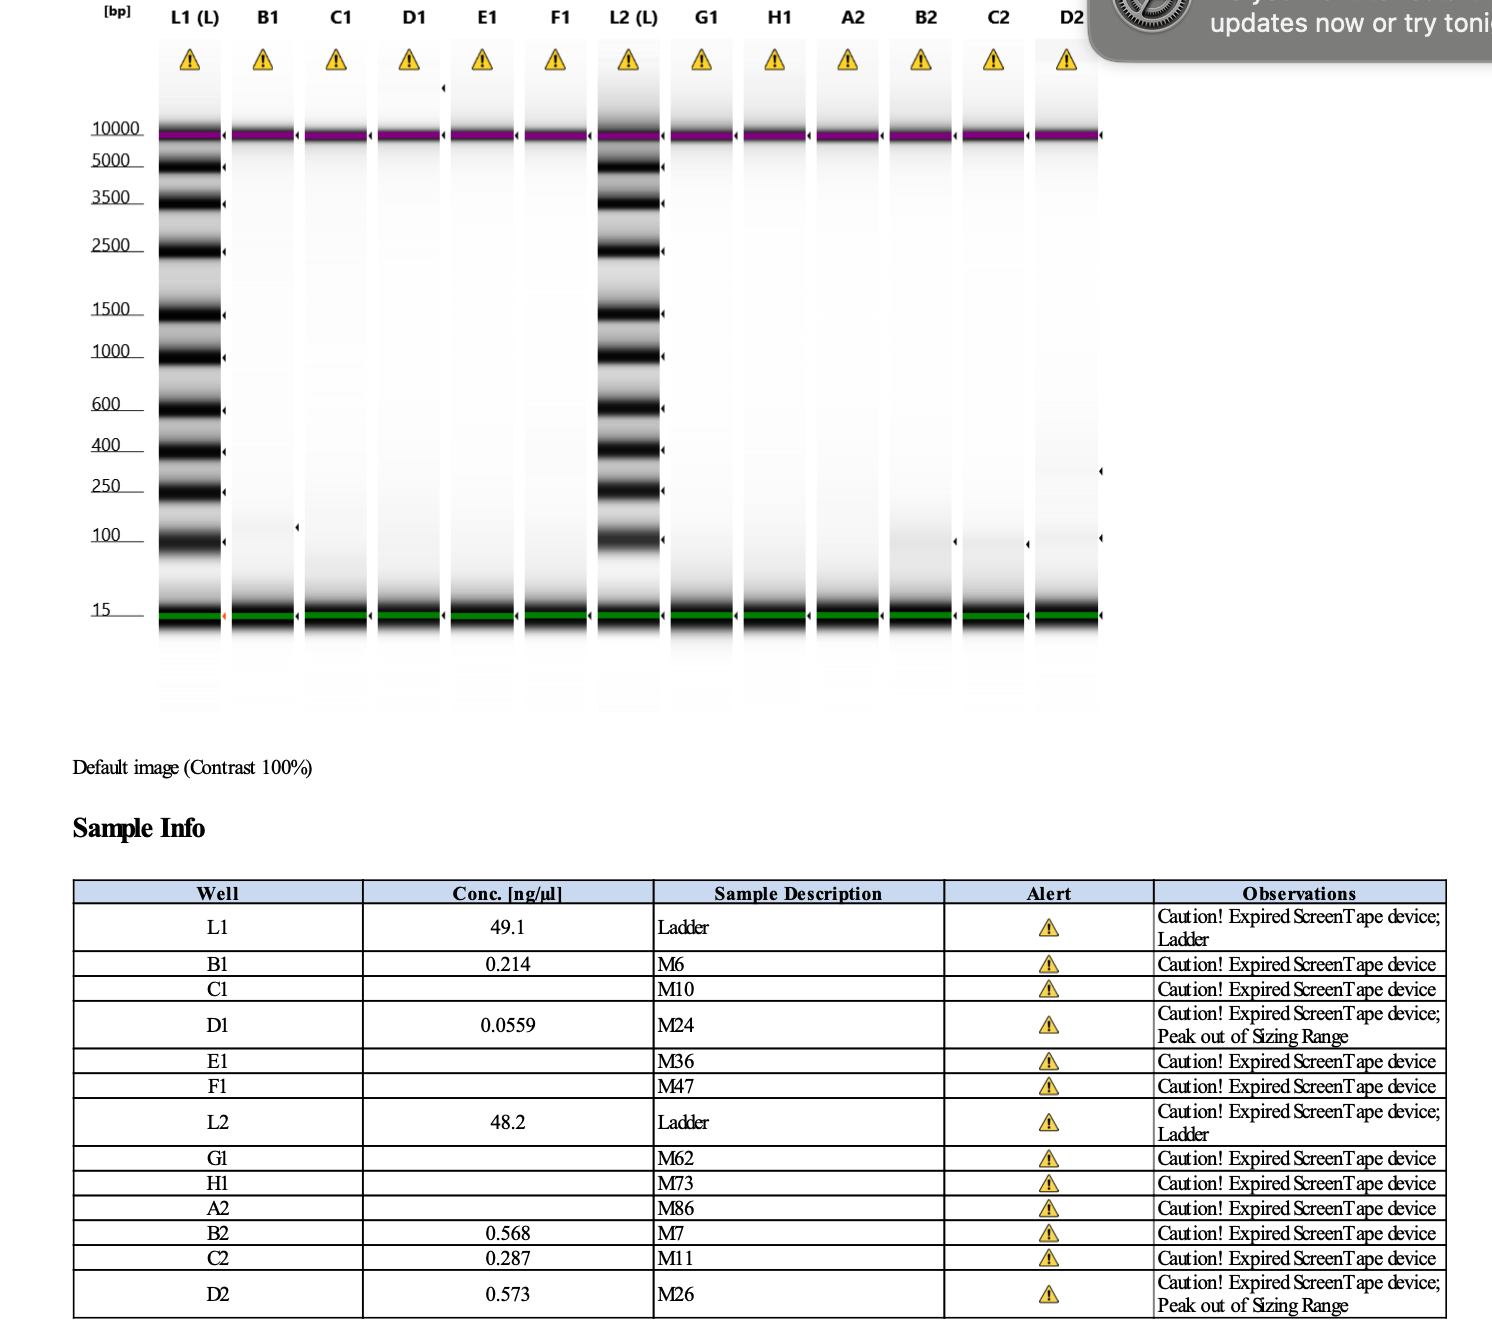 [bp] L1 (L) B1 C1 D1 E1 F1 L2 (L) G1 H1 A2 B2 C2 D2
updates now or try
10000
5000
3500
2500
1500
1000
600
400
250
100
15
Default image (Contrast 100%)
Sample Info
Well Conc. [ng/µl] Sample Description Alert Observations
L1 49.1 Ladder Caution! Expired ScreenTape device;
Ladder
B1 0.214 M6 Caution! Expired ScreenTape device
C1 M10 Caution! Expired ScreenTape device
D1 0.0559 M24 Caution! Expired ScreenTape device;
Peak out of Sizing Range
E1 M36 Caution! Expired ScreenTape device
F1 M47 Caution! Expired ScreenTape device
L2 48.2 Ladder Caution! Expired ScreenTape device;
Ladder
G1 M62 Caution! Expired ScreenTape device
H1 M73 Caution! Expired ScreenTape device
A2 M86 Caution! Expired ScreenTape device
B2 0.568 M7 Caution! Expired ScreenTape device
C2 0.287 M11 Caution! Expired ScreenTape device
D2 0.573 M26 Caution! Expired ScreenTape device;
Peak out of Sizing Range